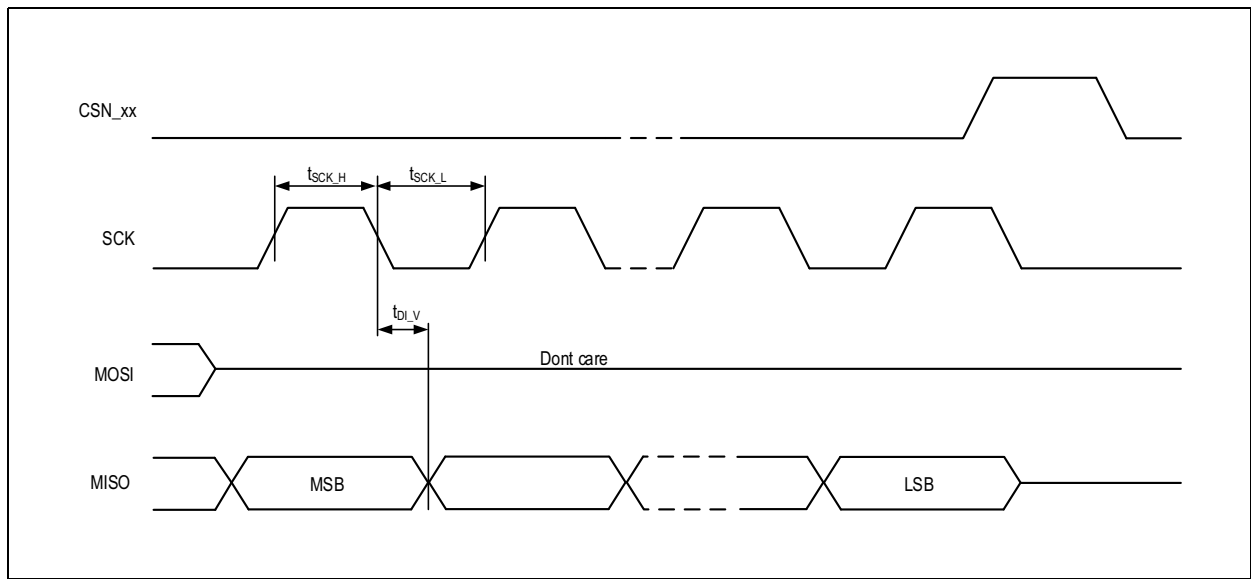 CSN_xx
tSCK_H
tSCK_L
SCK
tDI_V
Dont care
MOSI
MISO
MSB
LSB